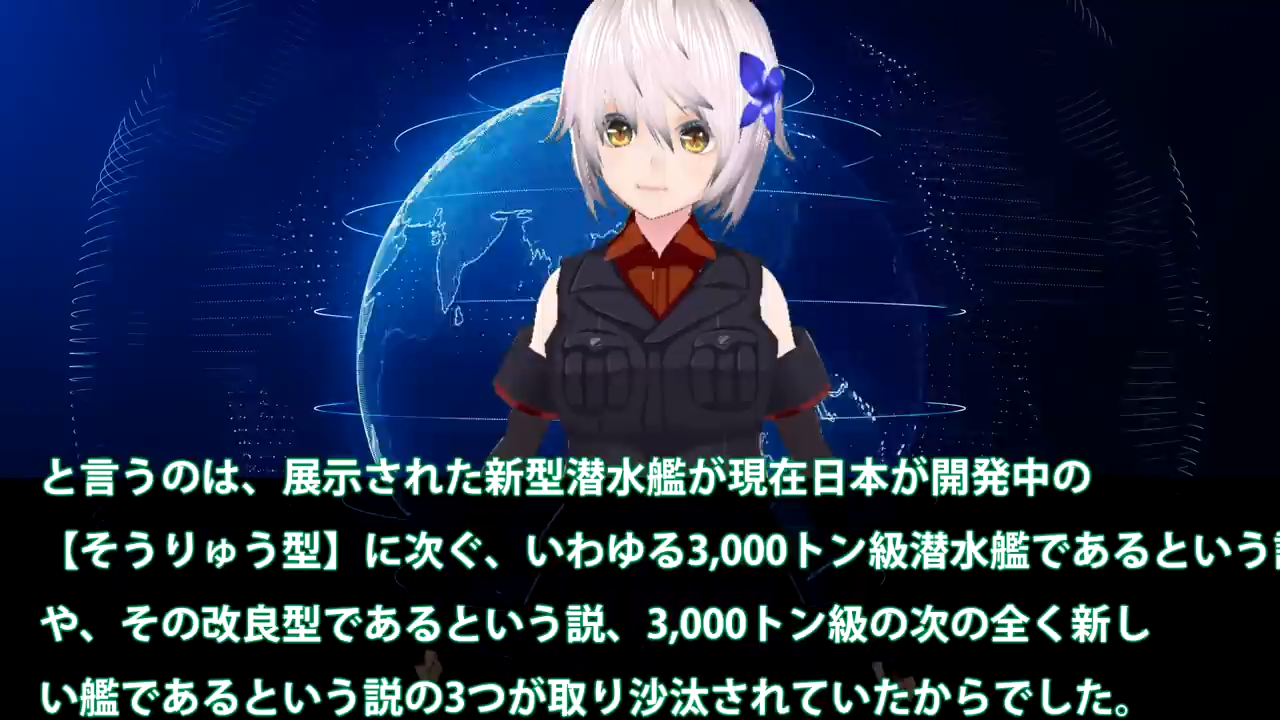 と言うのは、展示された新型潜水艦が現在日本が開発中の
【そうりゅう型】に次ぐ、いわゆる3,000トン級潜水艦であるという
や、その改良型であるという説、3,000トン級の次の全く新し
い艦であるという説の3つが取り沙汰されていたからでした。